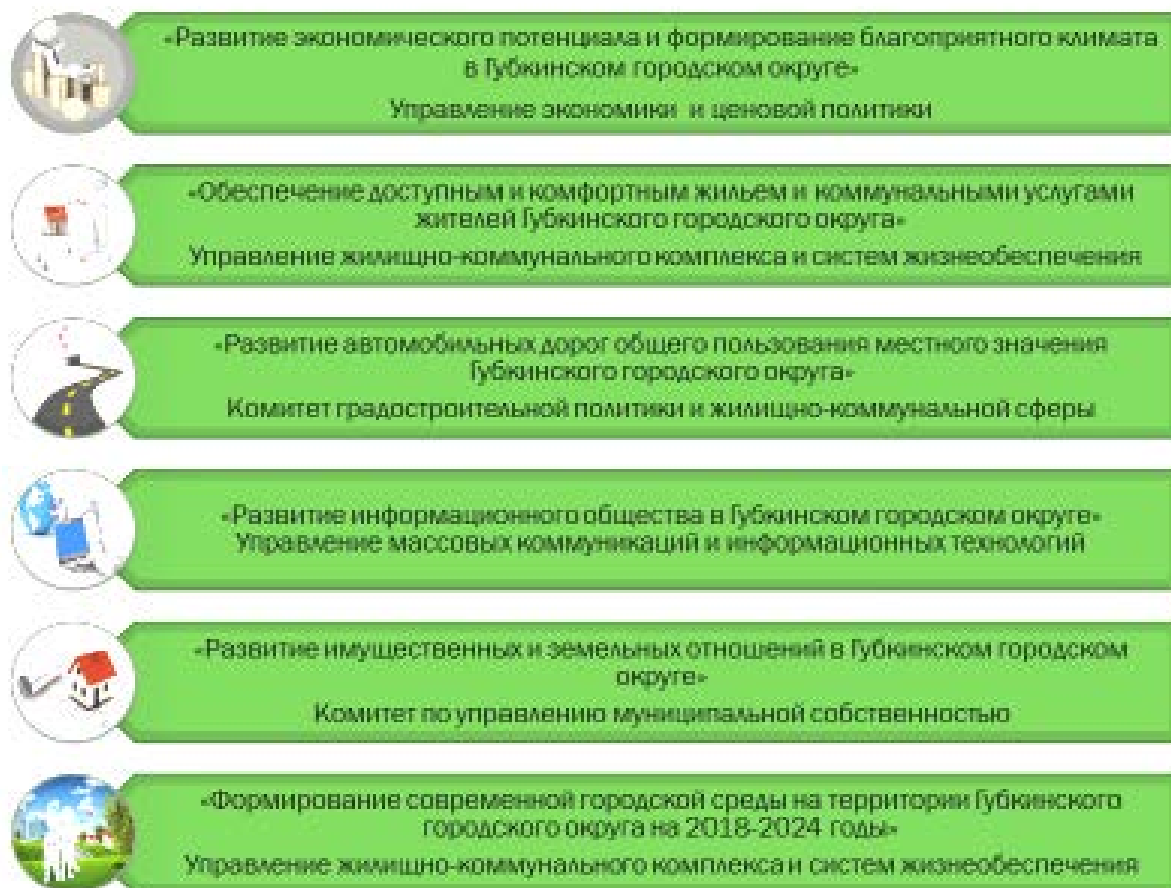 «Развитие экономического потенциала и формирование благоприятного климата
в Губкинском городском округе»
Управление экономики и ценовой политики
«Обеспечение доступным и комфортным жильем и коммунальными услугами
жителей Губкинского городского округа»
Управление жилищно-коммунального комплекса и систем жизнеобеспечения
«Развитие автомобильных дорог общего пользования местного значения
Губкинского городского округа»
Комитет градостроительной политики и жилищно-коммунальной сферы
«Развитие информационного общества в Губкинском городском округе»
Управление массовых коммуникаций и информационных технологий
«Развитие имущественных и земельных отношений в Губкинском городском
округе»
Комитет по управлению муниципальной собственностью
«Формирование современной городской среды на территории Губкинского
городского округа на 2018-2024 годы»
Управление жилищно-коммунального комплекса и систем жизнеобеспечения